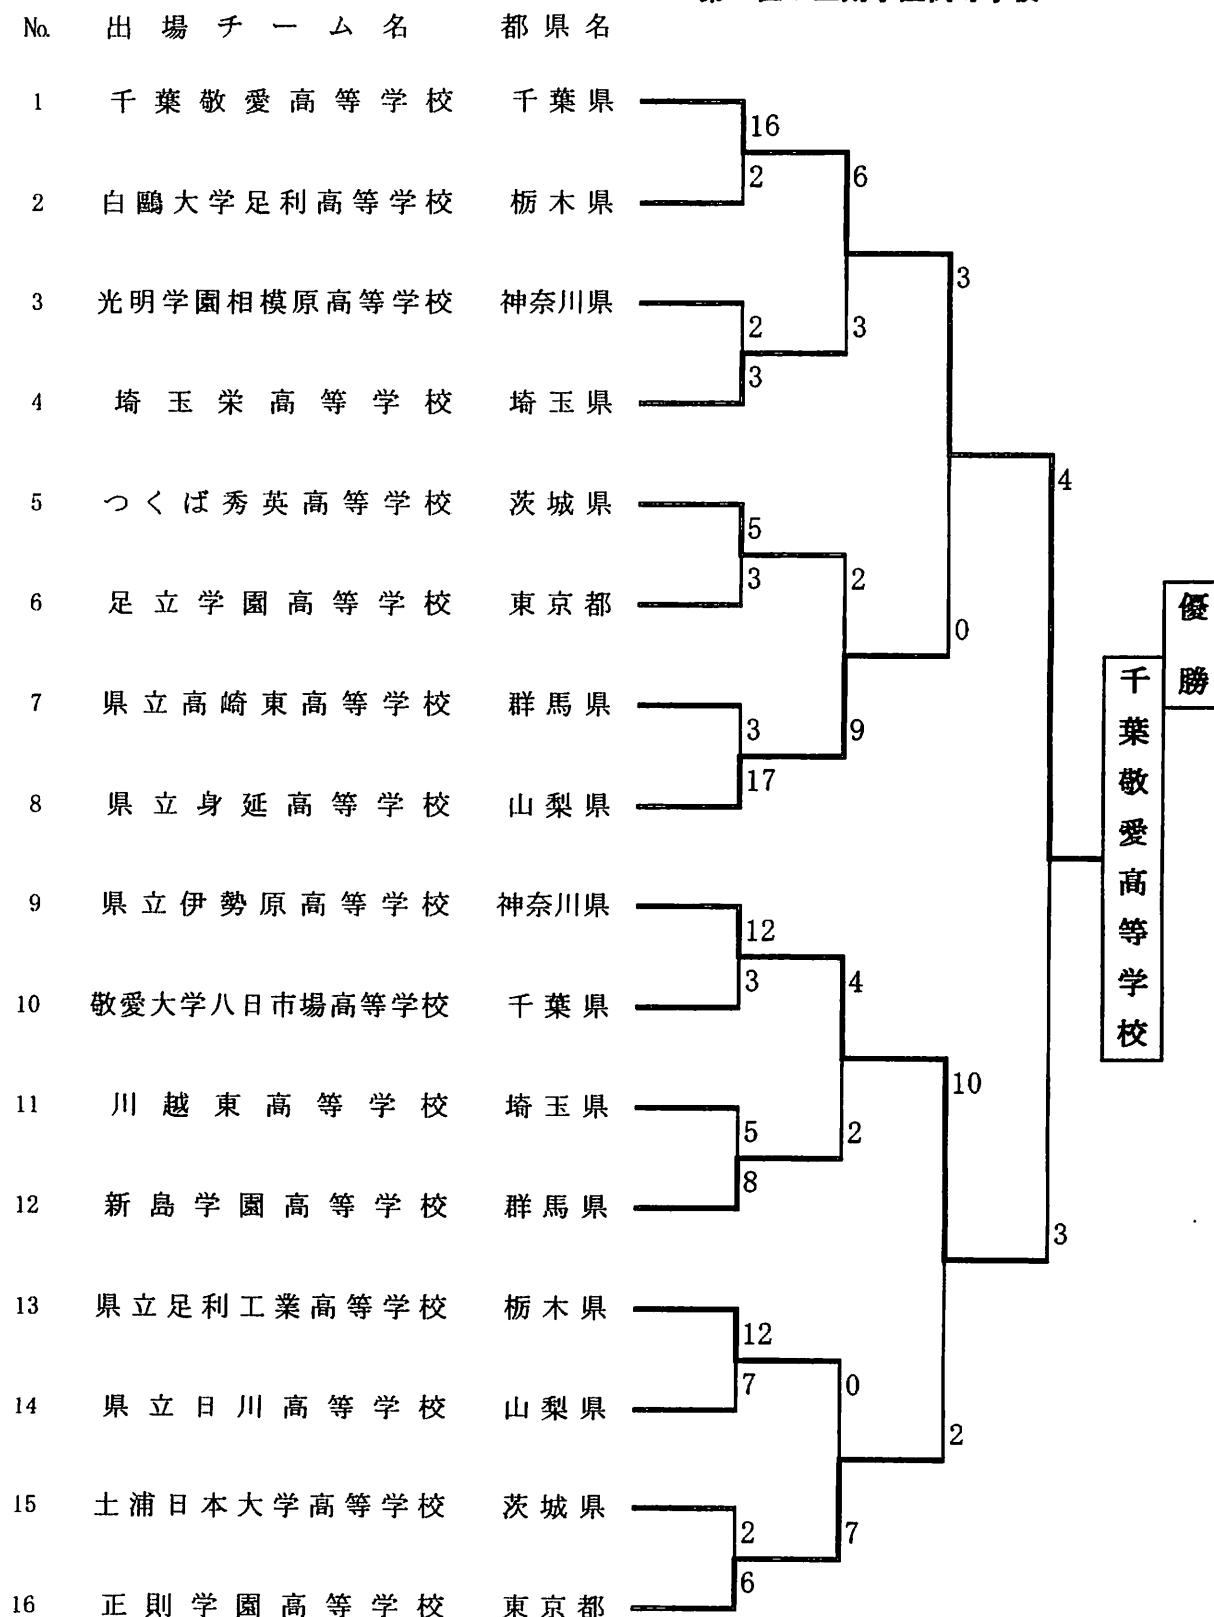 No. 出場チーム名 都県名
1 千葉敬愛高等学校 千葉県
16
2 6
2 白鷗大学足利高等学校 栃木県
3
3 光明学園相模原高等学校 神奈川県
2 3
3
4 埼玉栄高等学校 埼玉県
4
5 つくば秀英高等学校 茨城県
5
3 2
6 足立学園高等学校 東京都
0
7 県立高崎東高等学校 群馬県
3 9
17
8 県立身延高等学校 山梨県
優勝
千葉敬愛高等学校
9 県立伊勢原高等学校 神奈川県
12
3 4
10 敬愛大学八日市場高等学校 千葉県
10
11 川越東高等学校 埼玉県
5 2
8
12 新島学園高等学校 群馬県
3
13 県立足利工業高等学校 栃木県
12
7 0
14 県立日川高等学校 山梨県
2
15 土浦日本大学高等学校 茨城県
2 7
6
16 正則学園高等学校 東京都